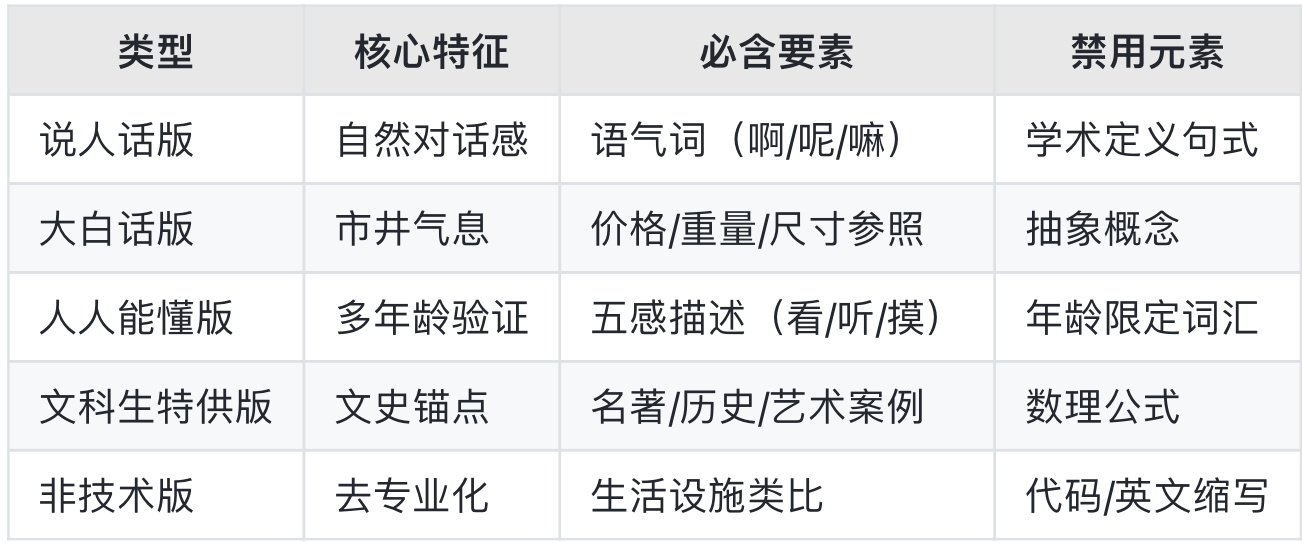 类型 核心特征 必含要素 禁用元素
说人话版 自然对话感 语气词（啊/呢/嘛） 学术定义句式
大白话版 市井气息 价格/重量/尺寸参照 抽象概念
人人能懂版 多年龄验证 五感描述（看/听/摸） 年龄限定词汇
文科生特供版 文史锚点 名著/历史/艺术案例 数理公式
非技术版 去专业化 生活设施类比 代码/英文缩写